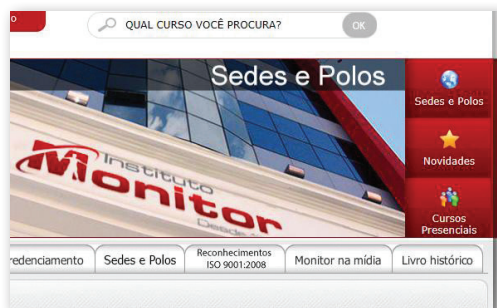 o
QUAL CURSO VOCÊ PROCURA?
OK
Sedes e Polos
Sedes e Polos
Novidades
Cursos
Presenciais
Instituto
Monitor
Desde
redenciamento
Sedes e Polos
Reconhecimentos
ISO 9001:2008
Monitor na mídia
Livro histórico